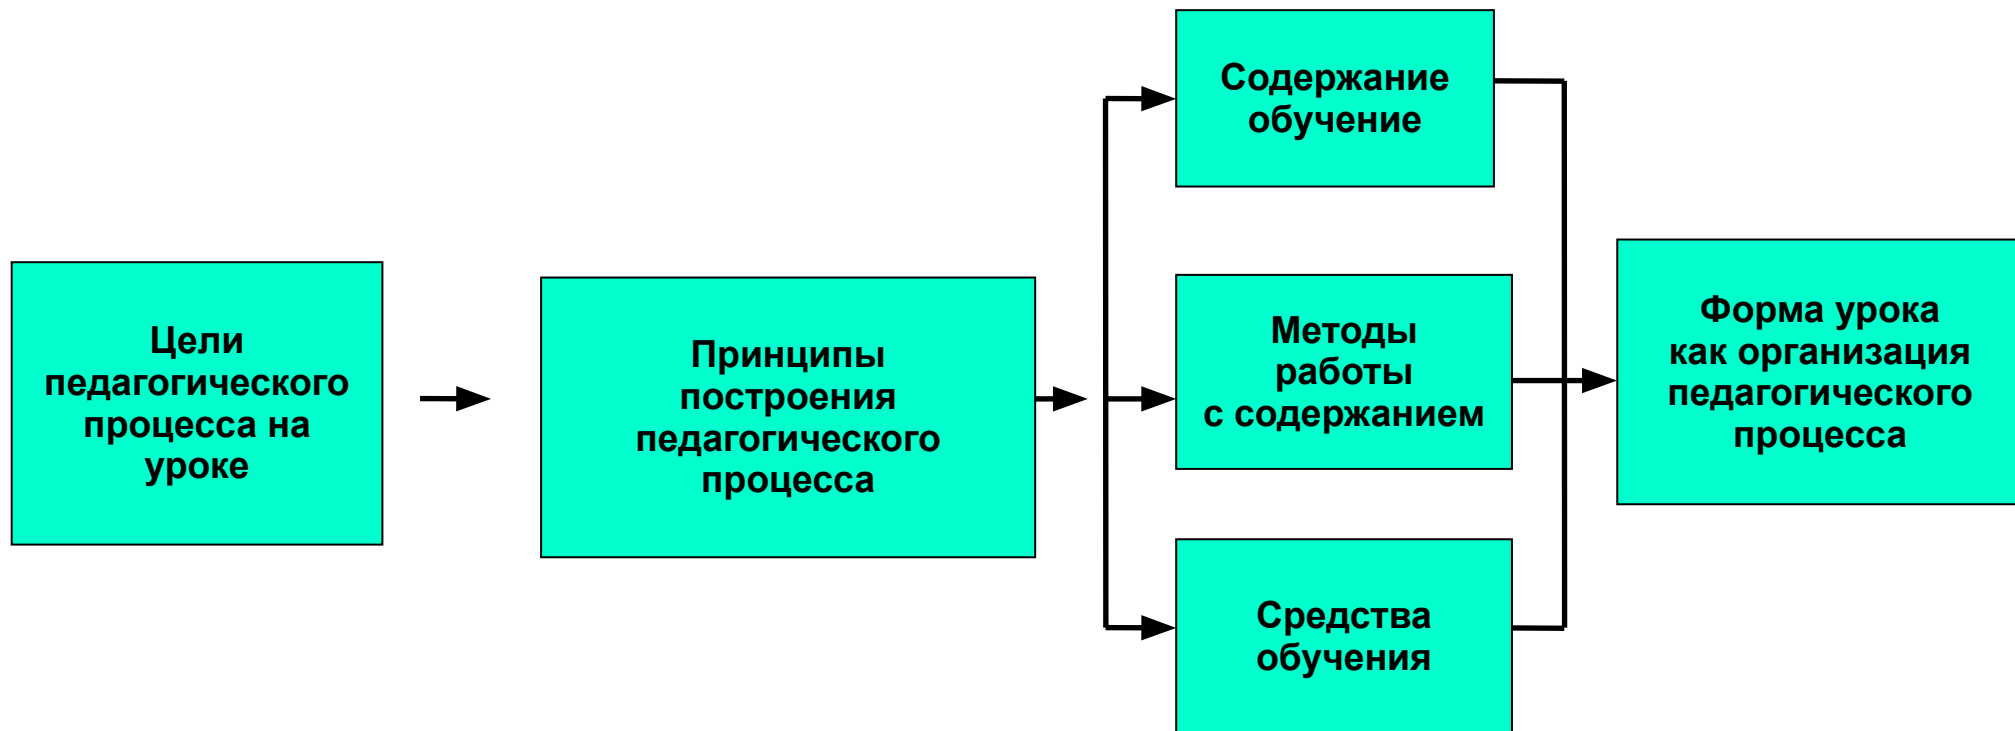 Цели
педагогического
процесса на
уроке
Принципы
построения
педагогического
процесса
Содержание
обучение
Методы
работы
с содержанием
Средства
обучения
Форма урока
как организация
педагогического
процесса